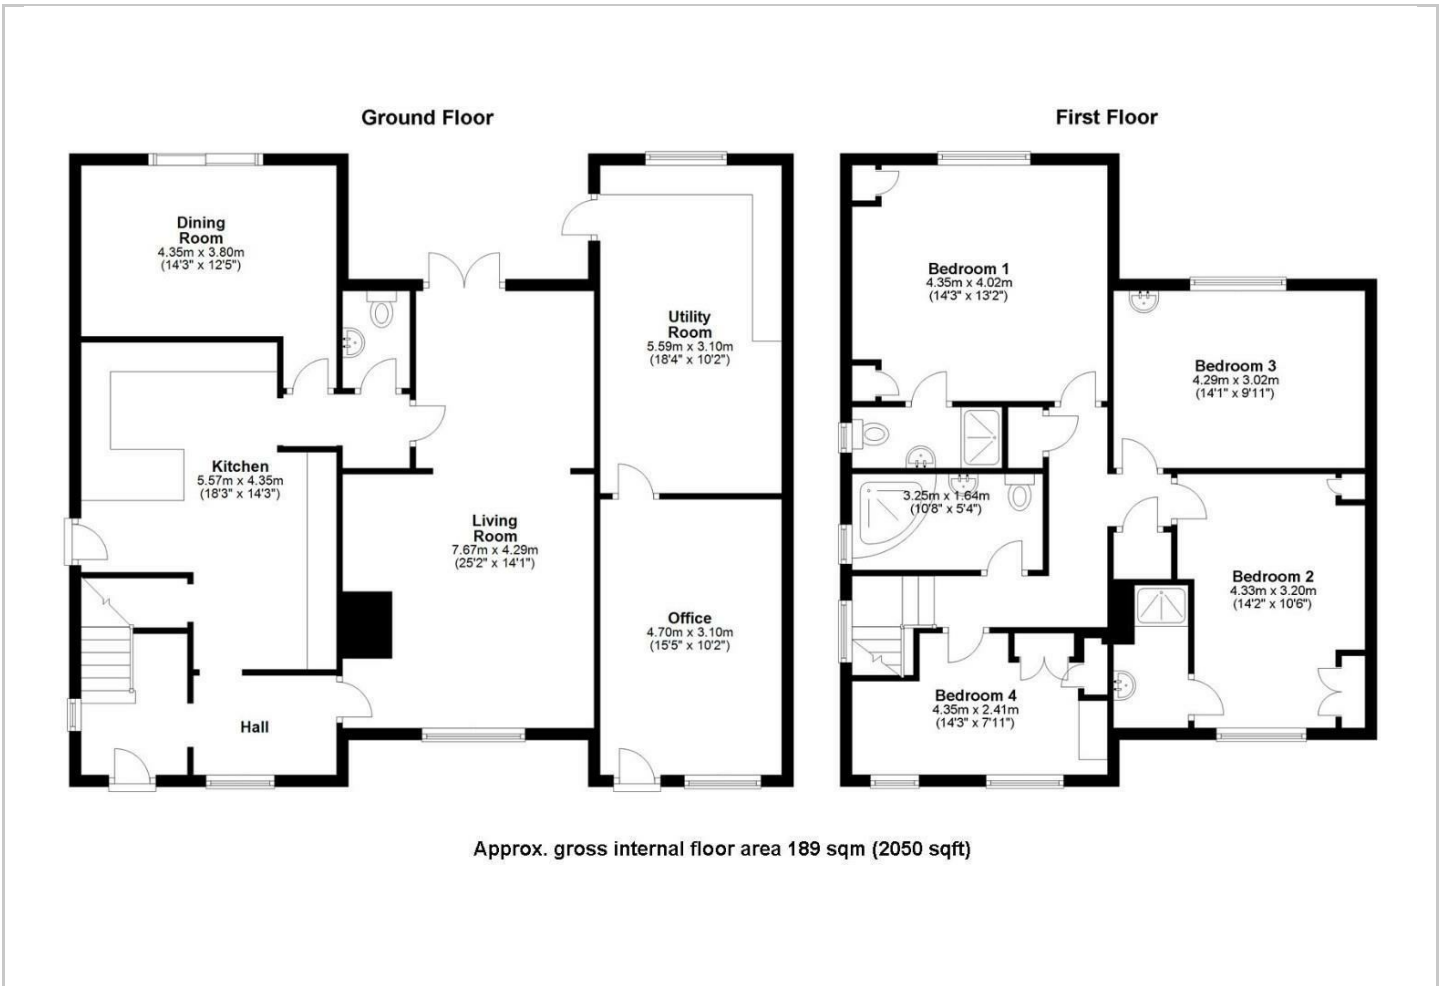 Ground Floor
First Floor
Dining
Room
4.35m x 3.80m
(14'3" x 12'5")
Utility
Room
5.59m x 3.10m
(18'4" x 10'2")
Kitchen
5.57m x 4.35m
(18'3" x 14'3")
Living
Room
7.67m x 4.29m
(25'2" x 14'1")
Office
4.70m x 3.10m
(15'5" x 10'2")
Hall
Bedroom 1
4.35m x 4.02m
(14'3" x 13'2")
Bedroom 3
4.29m x 3.02m
(14'1" x 9'11")
3.25m x 1.64m
(10'8" x 5'4")
Bedroom 2
4.33m x 3.20m
(14'2" x 10'6")
Bedroom 4
4.35m x 2.41m
(14'3" x 7'11")
Approx. gross internal floor area 189 sqm (2050 sqft)